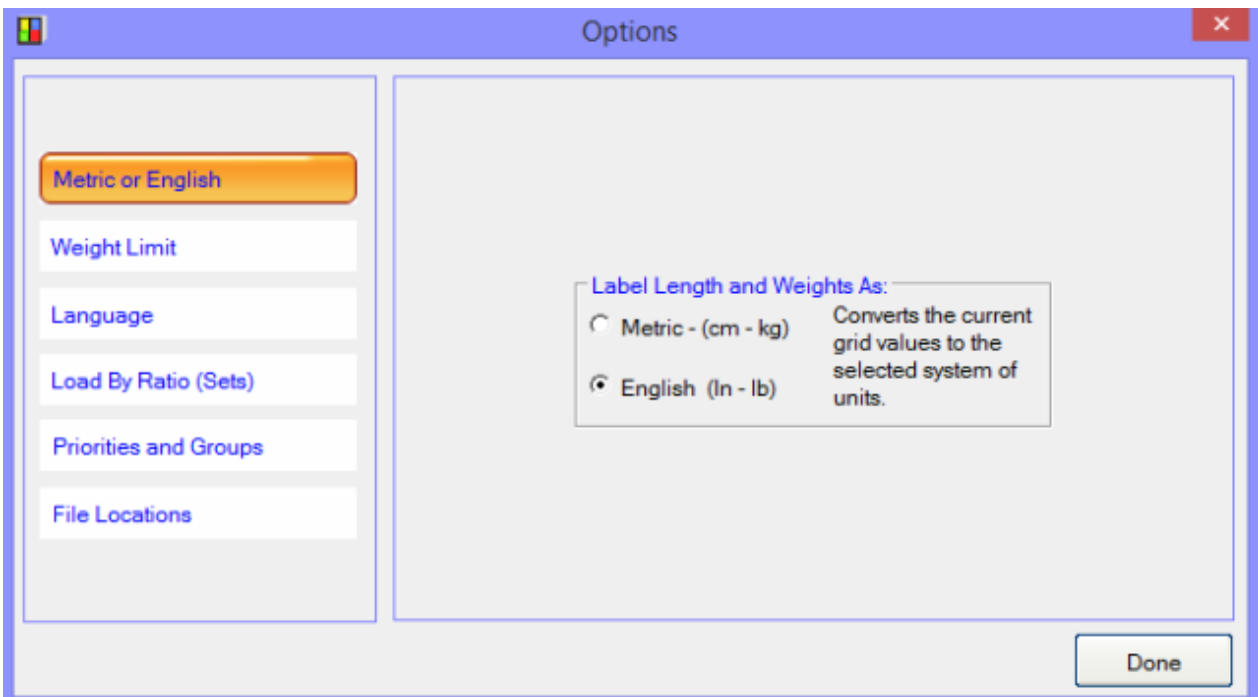 Options
Metric or English
Weight Limit
Language
Load By Ratio (Sets)
Priorities and Groups
File Locations
Label Length and Weights As:
Metric - (cm - kg)
English (In - lb)
Converts the current
grid values to the
selected system of
units.
Done